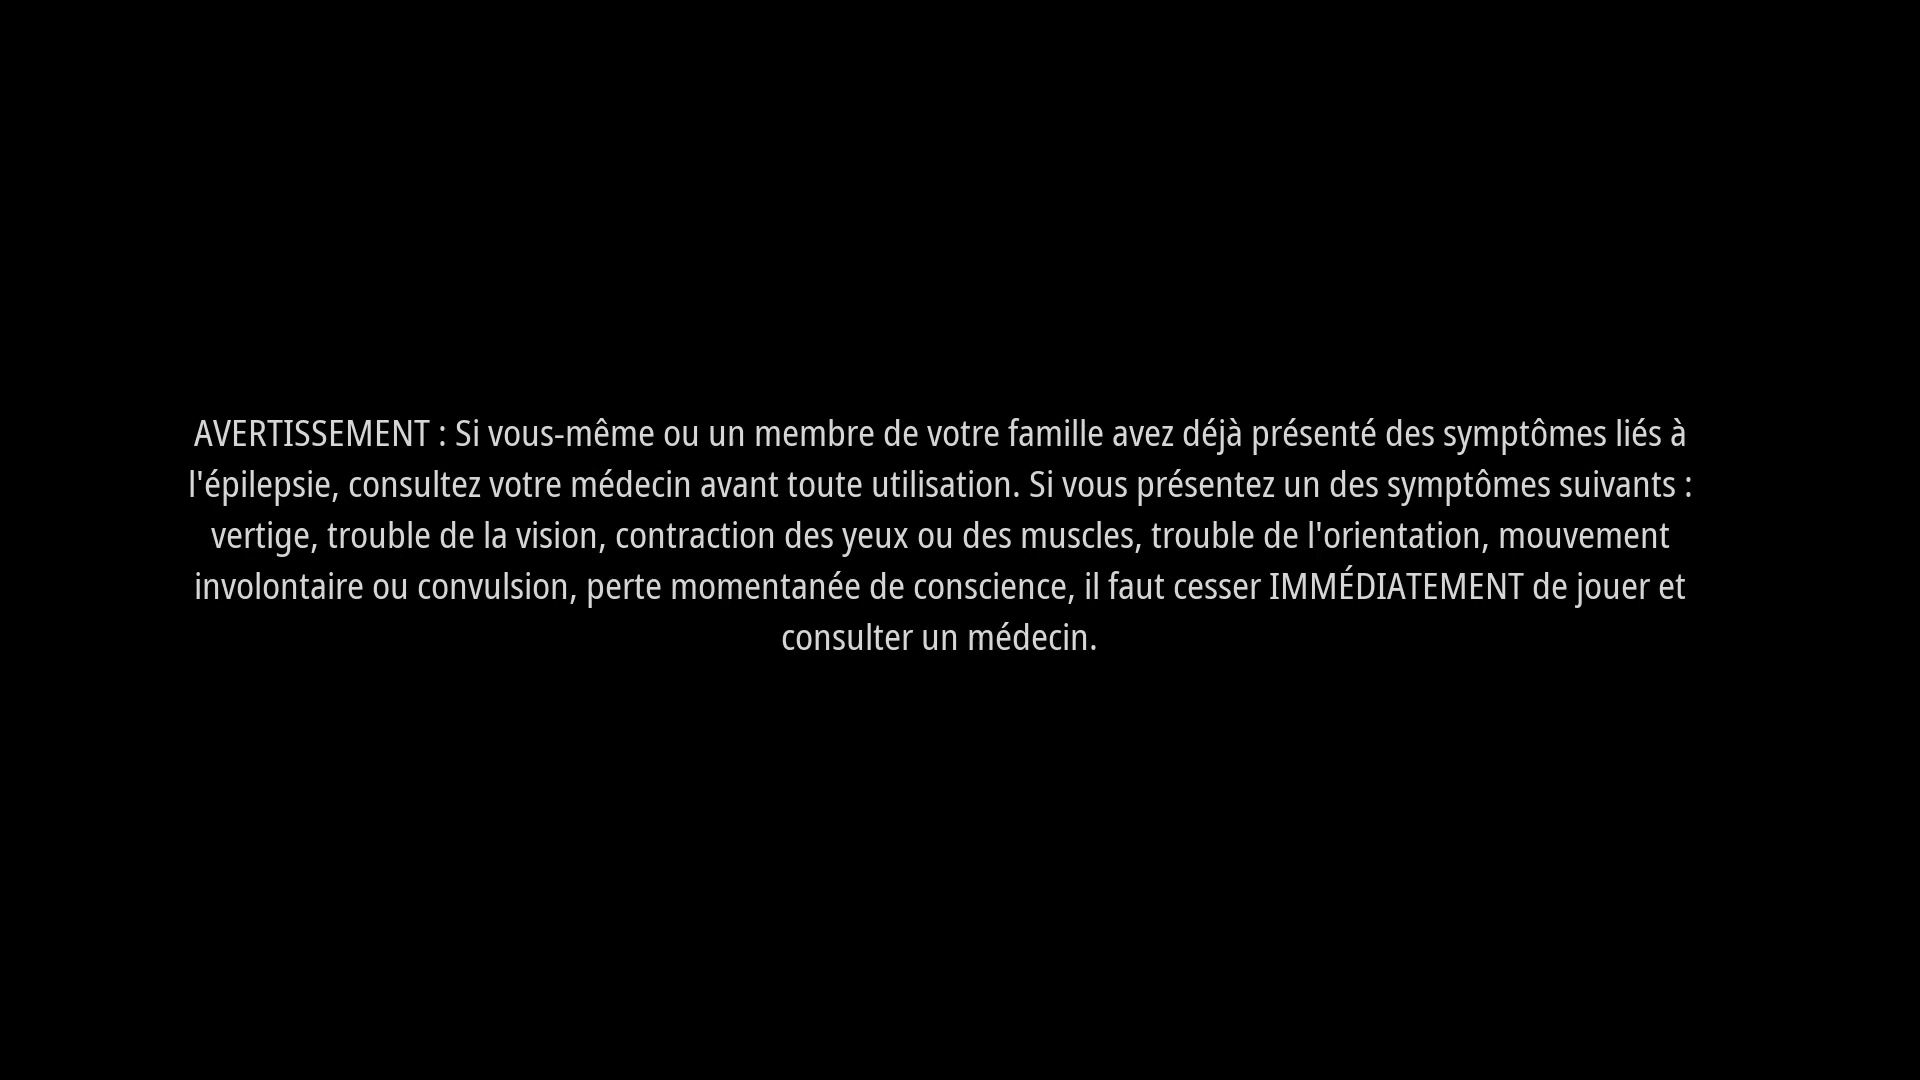 AVERTISSEMENT : Si vous-même ou un membre de votre famille avez déjà présenté des symptômes liés à
l'épilepsie, consultez votre médecin avant toute utilisation. Si vous présentez un des symptômes suivants :
vertige, trouble de la vision, contraction des yeux ou des muscles, trouble de l'orientation, mouvement
involontaire ou convulsion, perte momentanée de conscience, il faut cesser IMMÉDIATEMENT de jouer et
consulter un médecin.